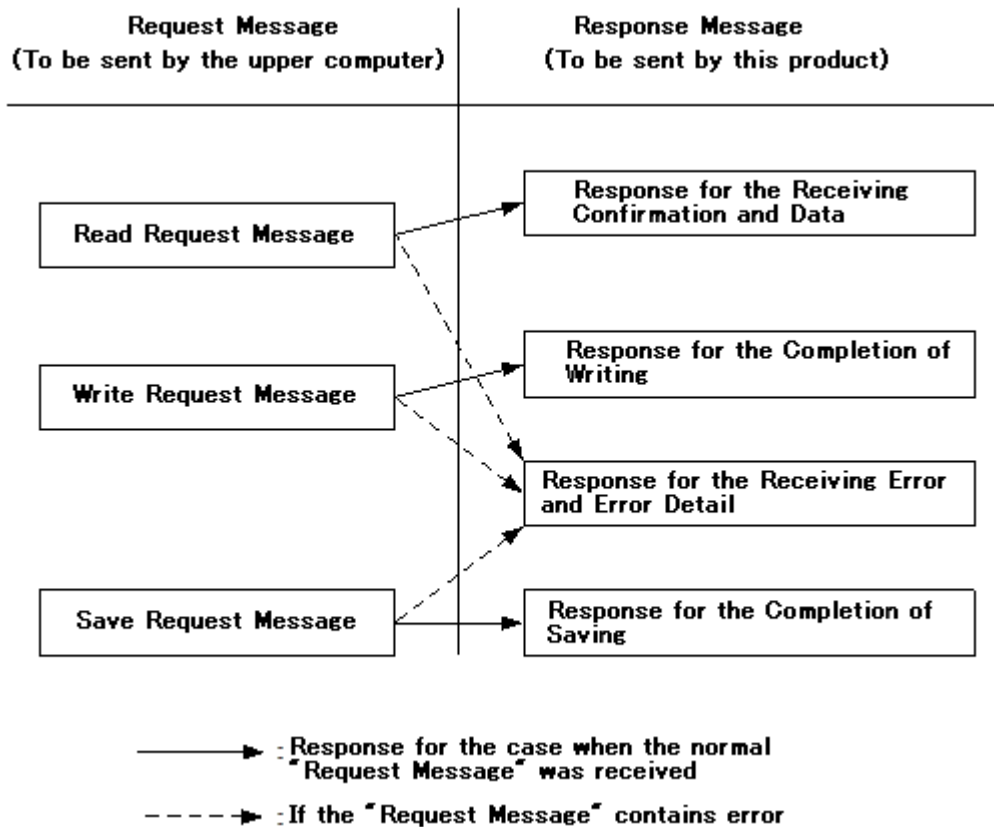 Request Message
(To be sent by the upper computer)
Response Message
(To be sent by this product)
Read Request Message
Response for the Receiving
Confirmation and Data
Write Request Message
Response for the Completion of
Writing
Response for the Receiving Error
and Error Detail
Save Request Message
Response for the Completion of
Saving
: Response for the case when the normal
"Request Message" was received
: If the "Request Message" contains error